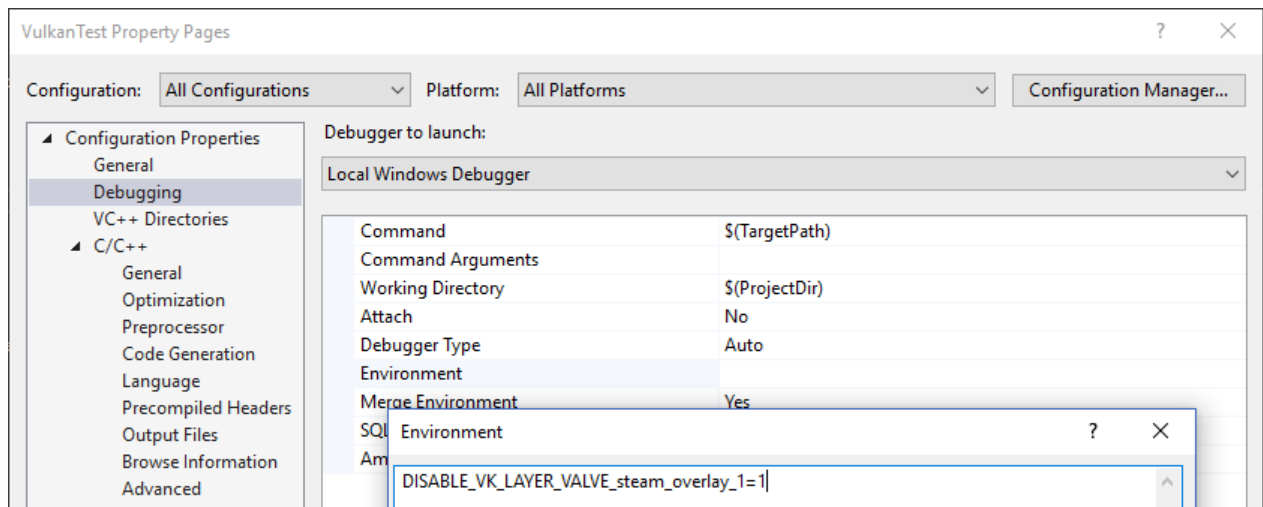 VulkanTest Property Pages ?
Configuration: All Configurations Platform: All Platforms Configuration Manager...
Configuration Properties
General
Debugging
VC++ Directories
C/C++
General
Optimization
Preprocessor
Code Generation
Language
Precompiled Headers
Output Files
Browse Information
Advanced
Debugger to launch:
Local Windows Debugger
Command $(TargetPath)
Command Arguments
Working Directory $(ProjectDir)
Attach No
Debugger Type Auto
Environment
Merge Environment Yes
SQL
Am
Environment ?
DISABLE_VK_LAYER_VALVE_steam_overlay_1=1